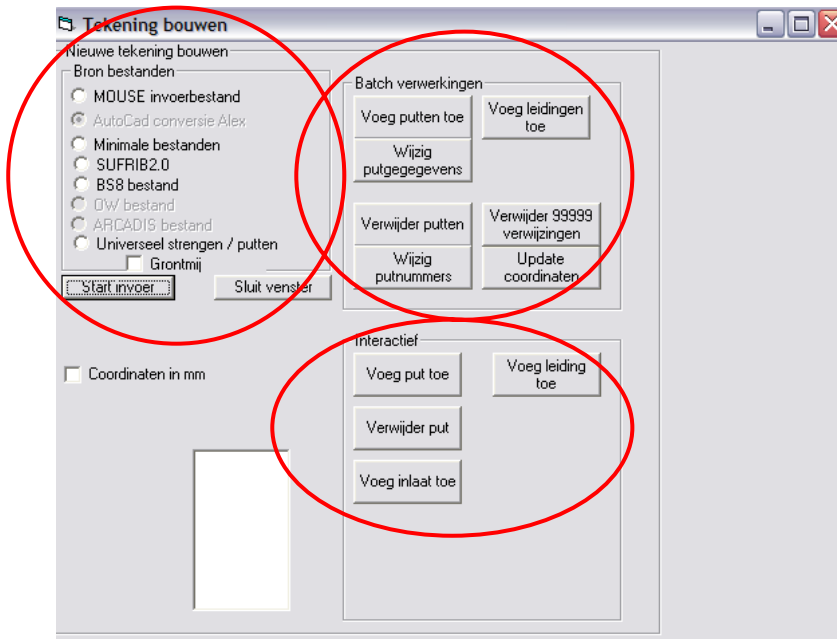 Tekening bouwen
Nieuwe tekening bouwen
Bron bestanden
MOUSE invoerbestand
AutoCad conversie Alex
Minimale bestanden
SUFRIB2.0
BS8 bestand
OW bestand
ARCADIS bestand
Universeel strengen / putten
Grontmij
Start invoer
Sluit venster
Coordinaten in mm
Batch verwerkingen
Voeg putten toe
Voeg leidingen
toe
Wijzig
putgegegevens
Verwijder putten
Verwijder 99999
verwijzingen
Wijzig
putnummers
Update
coordinaten
Interactief
Voeg put toe
Voeg leiding
toe
Verwijder put
Voeg inlaat toe